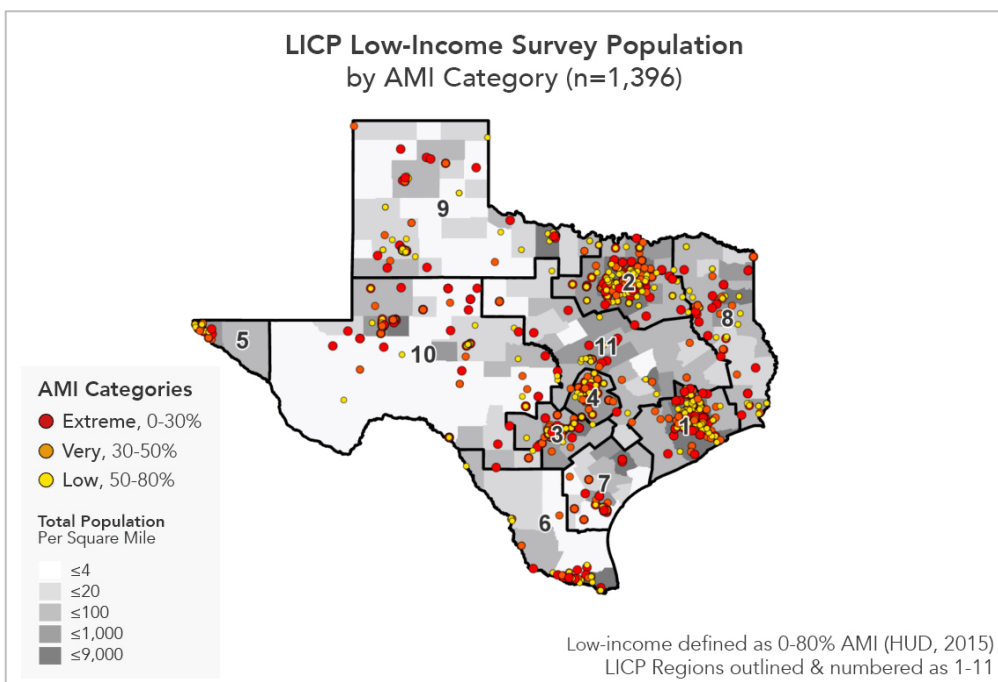 LICP Low-Income Survey Population
by AMI Category (n=1,396)
9
2
8
5
10
11
4
3
1
7
6
AMI Categories
Extreme, 0-30%
Very, 30-50%
Low, 50-80%
Total Population
Per Square Mile
≤4
≤20
≤100
≤1,000
≤9,000
Low-income defined as 0-80% AMI (HUD, 2015)
LICP Regions outlined & numbered as 1-11